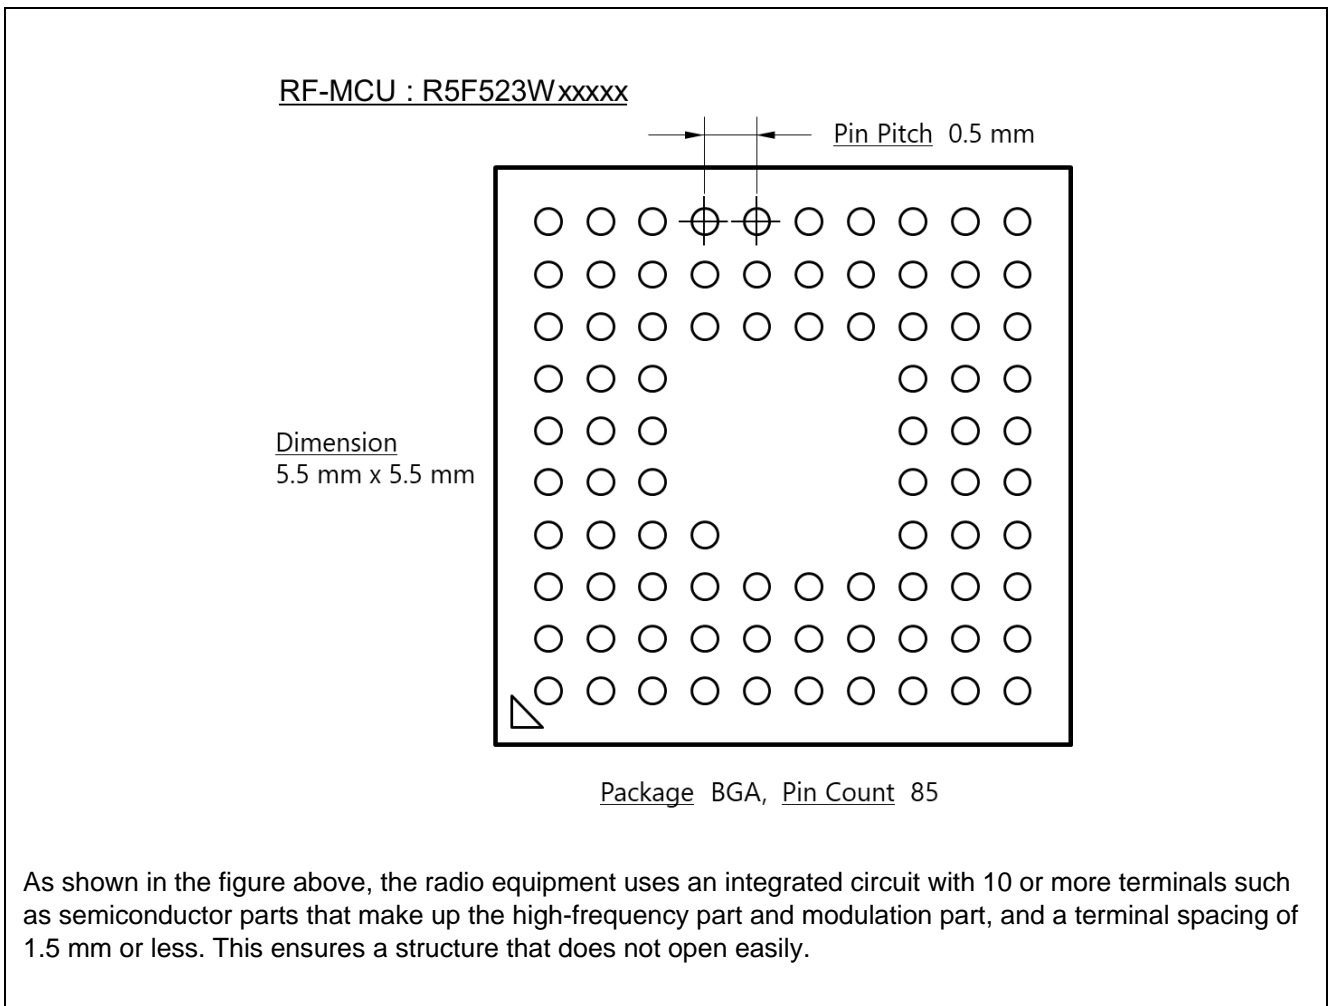 RF-MCU : R5F523Wxxxxx
Pin Pitch 0.5 mm
Dimension
5.5 mm x 5.5 mm
Package BGA, Pin Count 85
As shown in the figure above, the radio equipment uses an integrated circuit with 10 or more terminals such
as semiconductor parts that make up the high-frequency part and modulation part, and a terminal spacing of
1.5 mm or less. This ensures a structure that does not open easily.